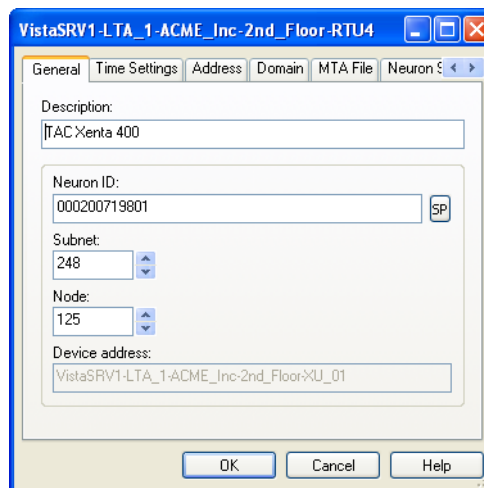 VistaSRV1-LTA_1-ACME_Inc-2nd_Floor-RTU4
General Time Settings Address Domain MTA File Neuron S
Description:
TAC Xenta 400
Neuron ID:
000200719801 SP
Subnet:
248
Node:
125
Device address:
VistaSRV1-LTA_1-ACME_Inc-2nd_Floor-XU_01
OK Cancel Help